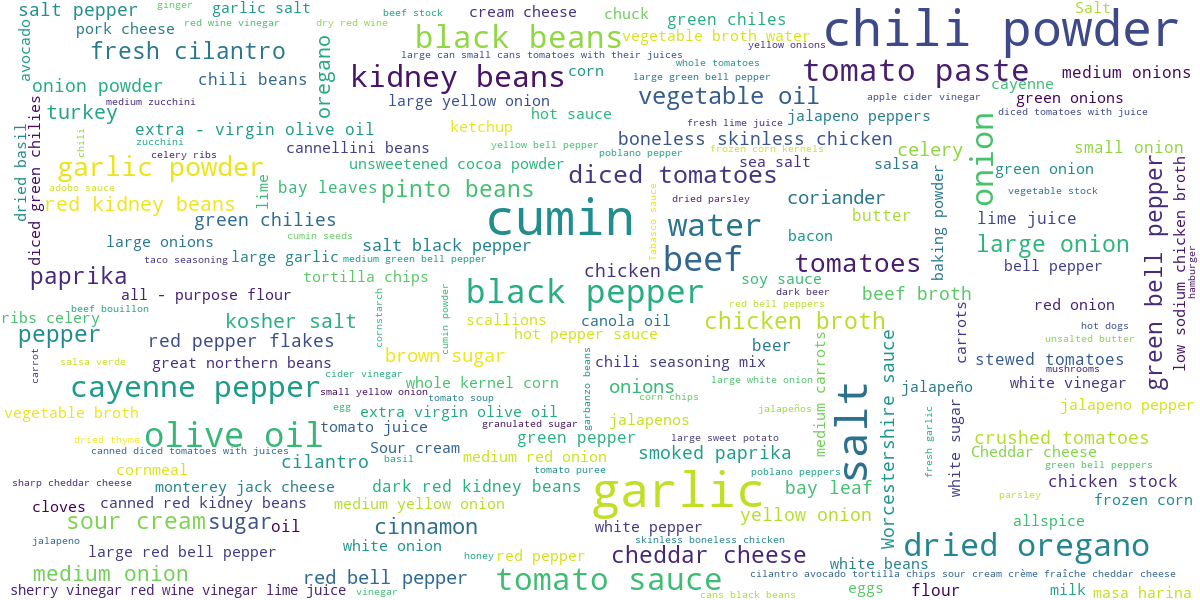 salt pepper
ginger
garlic salt
beef stock
cream cheese
chuck
green chiles
Salt
chili powder
avocado
pork cheese
red wine vinegar
dry red wine
black beans
vegetable broth water
yellow onions
fresh cilantro
oregano
large can small cans tomatoes with their juices
whole tomatoes
onion powder
chili beans
kidney beans
corn
large green bell pepper
tomato paste
medium onions
turkey
medium zucchini
large yellow onion
hot sauce
vegetable oil
apple cider vinegar
cayenne
green onions
dried basil
diced green chilies
chili
extra - virgin olive oil
zucchini
ketchup
fresh lime juice
jalapeno peppers
diced tomatoes with juice
celery ribs
cannellini beans
yellow bell pepper
poblano pepper
boneless skinless chicken
frozen corn kernels
celery
onion
small onion
garlic powder
unsweetened cocoa powder
sea salt
salsa
green onion
adobo sauce
lime
bay leaves
pinto beans
diced tomatoes
coriander
vegetable stock
red kidney beans
dried parsley
Tabasco sauce
butter
baking powder
lime juice
green bell pepper
low sodium chicken broth
hamburger
green chilies
cumin
water
large onions
cumin seeds
salt black pepper
bacon
large onion
taco seasoning
large garlic
medium green bell pepper
beef
tomatoes
bell pepper
paprika
tortilla chips
chicken
soy sauce
all - purpose flour
black pepper
dark beer
beef broth
beef bouillon
cornstarch
cumin powder
red bell peppers
red onion
ribs celery
kosher salt
scallions
canola oil
chicken broth
hot dogs
pepper
red pepper flakes
hot pepper sauce
beer
carrots
unsalted butter
carrot
salsa verde
great northern beans
brown sugar
garbanzo beans
chili seasoning mix
medium carrots
Worcestershire sauce
stewed tomatoes
mushrooms
cayenne pepper
cider vinegar
small yellow onion
whole kernel corn
tomato soup
onions
corn chips
large white onion
salt
jalapeño
white vinegar
vegetable broth
egg
extra virgin olive oil
granulated sugar
jalapenos
jalapeños
fresh garlic
white sugar
jalapeno pepper
dried thyme
olive oil
tomato juice
green pepper
large sweet potato
crushed tomatoes
canned diced tomatoes with juices
Sour cream
basil
medium red onion
smoked paprika
Cheddar cheese
cornmeal
cilantro
tomato puree
poblano peppers
green bell peppers
sharp cheddar cheese
monterey jack cheese
dark red kidney beans
garlic
bay leaf
chicken stock
cloves
canned red kidney beans
medium yellow onion
parsley
frozen corn
sour cream
sugar
oil
cinnamon
white pepper
yellow onion
allspice
jalapeno
large red bell pepper
white onion
honey
red pepper
skinless boneless chicken
cheddar cheese
dried oregano
medium onion
red bell pepper
tomato sauce
white beans
cilantro avocado tortilla chips sour cream crème fraîche cheddar cheese
sherry vinegar red wine vinegar lime juice
vinegar
cans black beans
eggs
flour
milk
masa harina